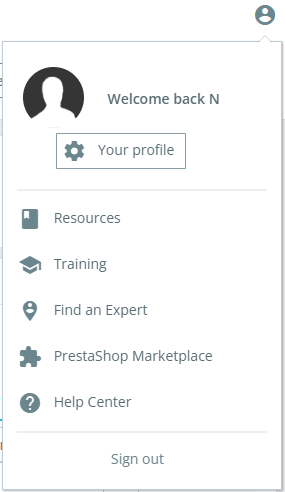 Welcome back N
Your profile
Resources
Training
Find an Expert
PrestaShop Marketplace
Help Center
Sign out